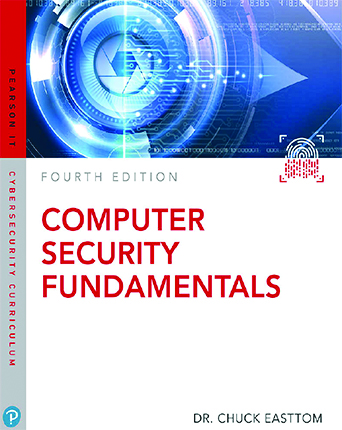 PEARSON IT CYBERSECURITY CURRICULUM
FOURTH EDITION
COMPUTER
SECURITY
FUNDAMENTALS
DR. CHUCK EASTTOM
P